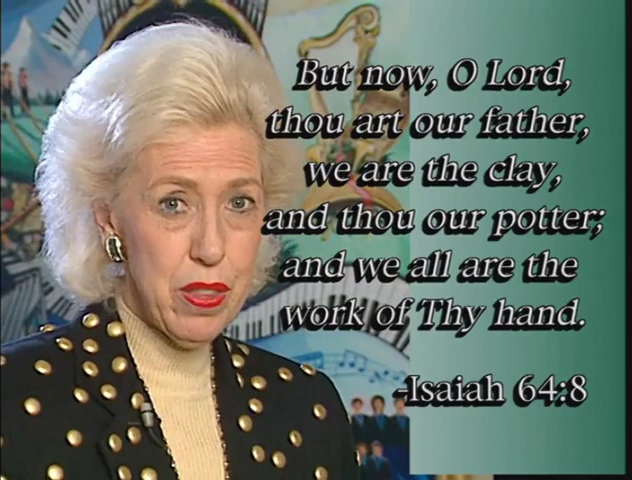 But now, O Lord,
thou art our father,
we are the clay,
and thou our potter;
and we all are the
work of Thy hand.
-Isaiah 64:8